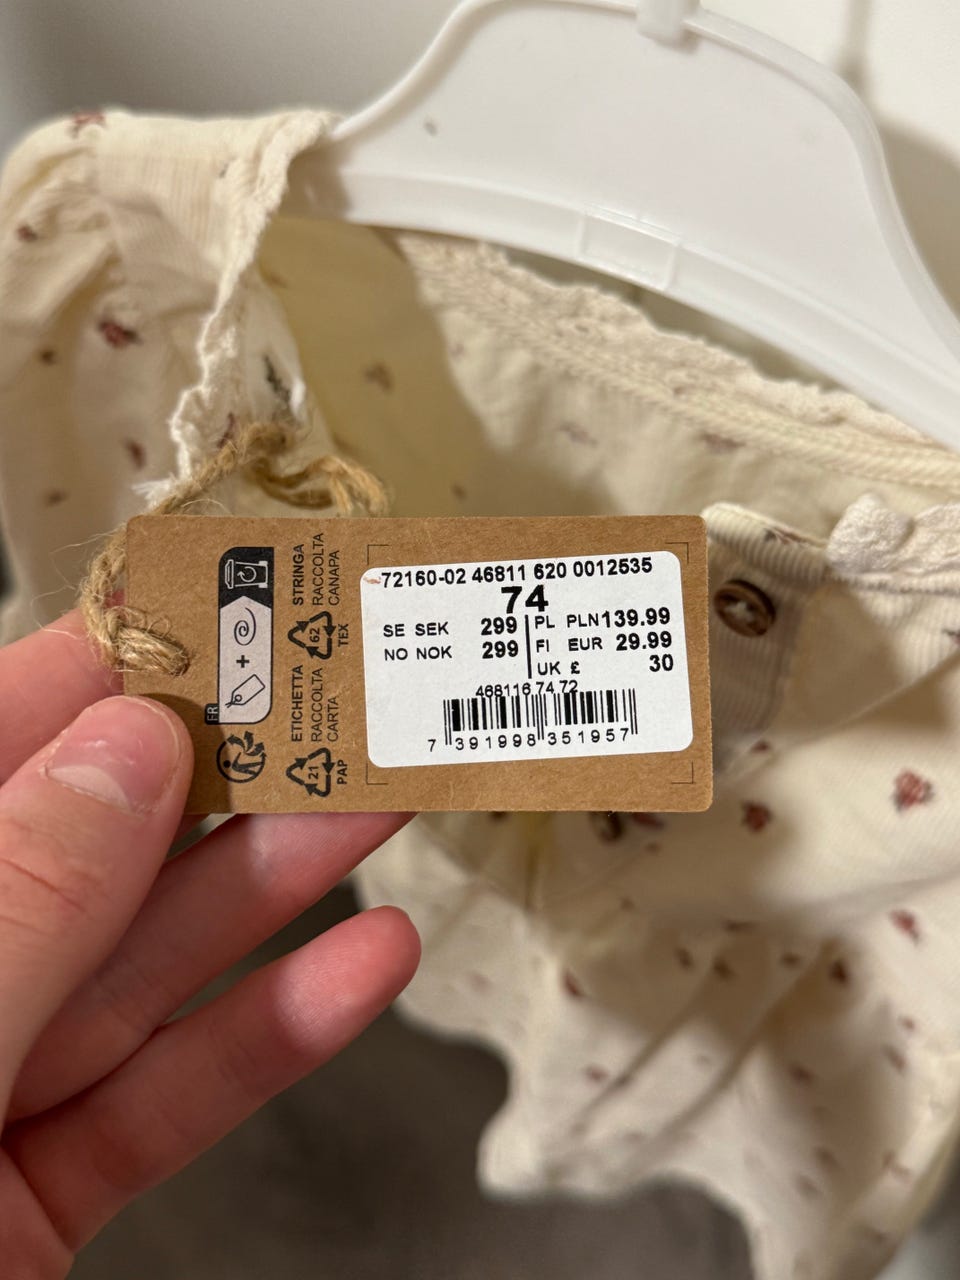 72160-02 46811 620 0012535
74
SE SEK 299
NO NOK 299
PL PLN 139.99
FI EUR 29.99
UK £ 30
468116 74 72
7 391998 351957
FR
STRINGA
RACCOLTA
CANAPA
62
TEX
ETICHETTA
RACCOLTA
CARTA
21
PAP